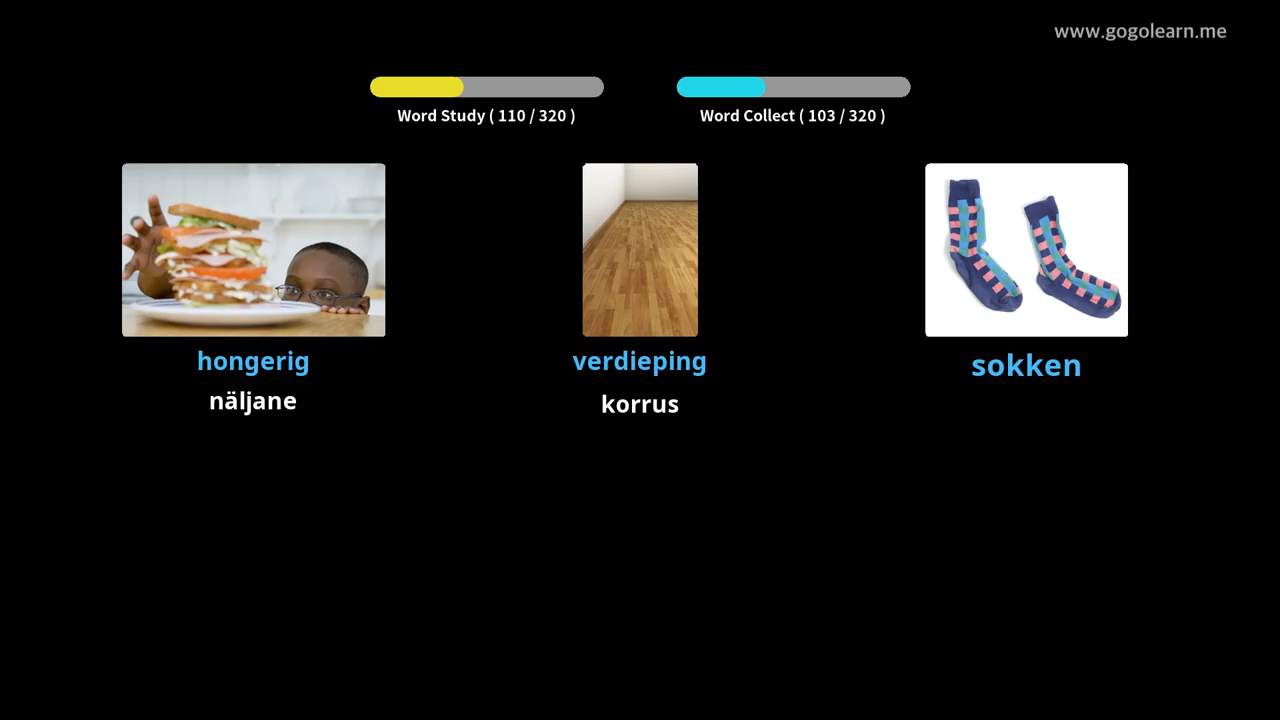 www.gogolearn.me
Word Study ( 110 / 320 )
Word Collect ( 103 / 320 )
hongerig
verdieping
sokken
näljane
korrus